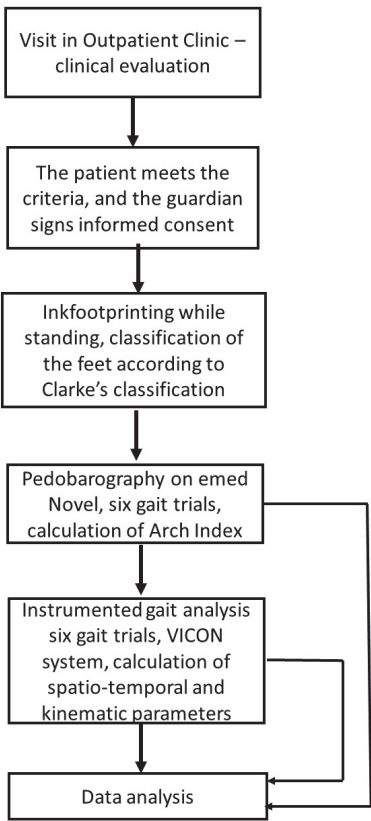 Visit in Outpatient Clinic –
clinical evaluation
The patient meets the
criteria, and the guardian
signs informed consent
Inkfootprinting while
standing, classification of
the feet according to
Clarke’s classification
Pedobarography on emed
Novel, six gait trials,
calculation of Arch Index
Instrumented gait analysis
six gait trials, VICON
system, calculation of
spatio-temporal and
kinematic parameters
Data analysis